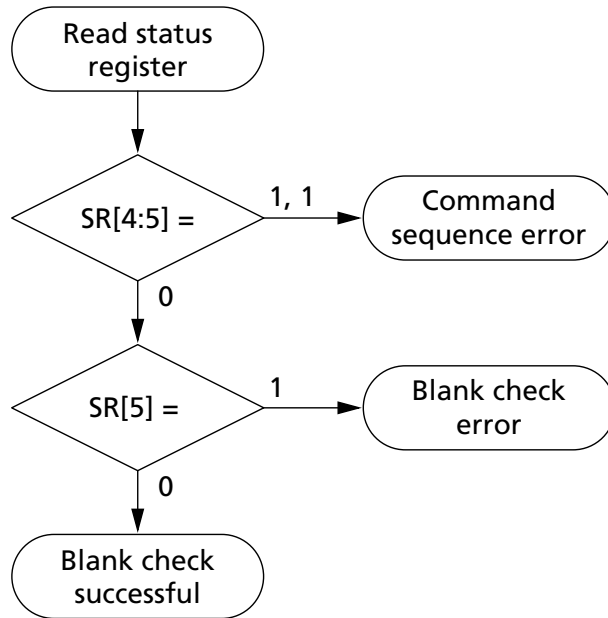 Read status
register
SR[4:5] =
1, 1
Command
sequence error
0
SR[5] =
1
Blank check
error
0
Blank check
successful